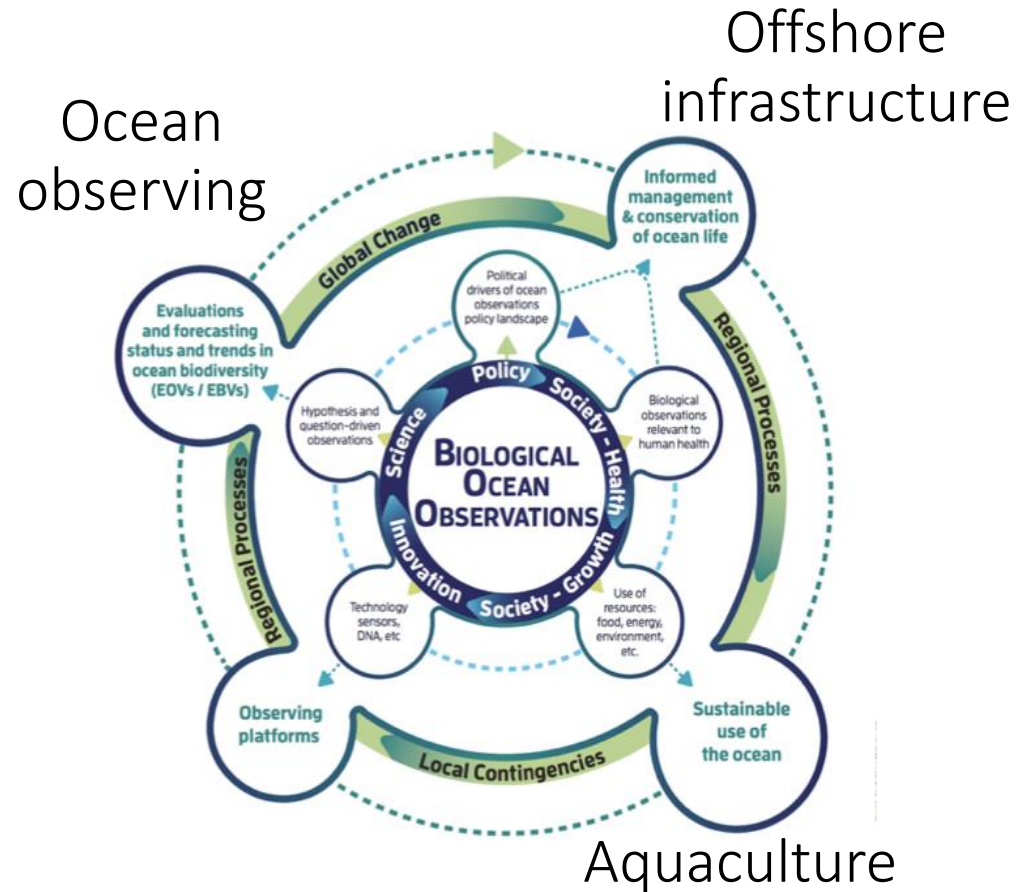 Offshore
infrastructure
Ocean
observing
Informed
management
& conservation
of ocean life
Global Change
Political
drivers of ocean
observations
policy landscape
Evaluations
and forecasting
status and trends in
ocean biodiversity
(EOVs / EBVs)
Regional Processes
Hypothesis and
question-driven
observations
Biological
observations
relevant to
human health
Policy
Society - Health
Science
BIOLOGICAL
OCEAN
OBSERVATIONS
Innovation
Society - Growth
Regional Processes
Technology
sensors,
DNA, etc
Use of
resources:
food, energy,
environment,
etc.
Observing
platforms
Sustainable
use of
the ocean
Local Contingencies
Aquaculture